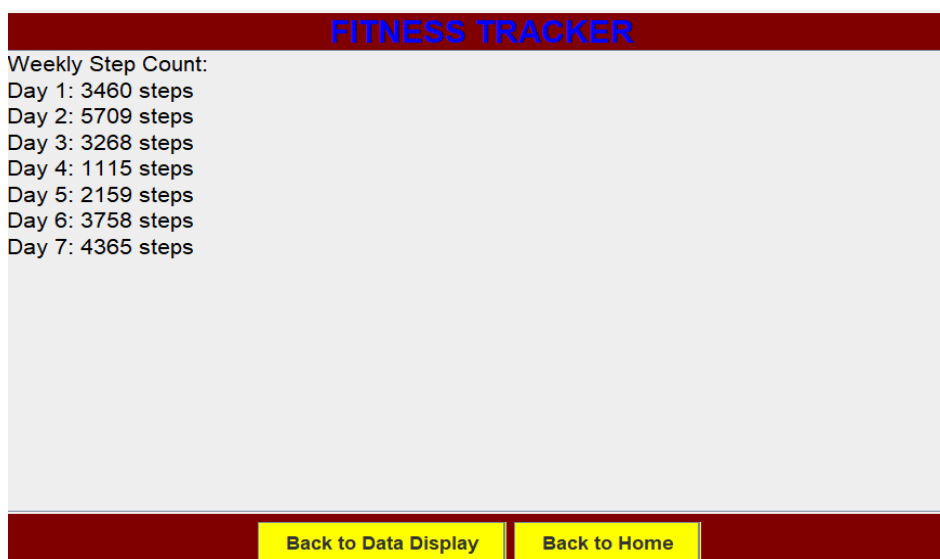 FITNESS TRACKER
Weekly Step Count:
Day 1: 3460 steps
Day 2: 5709 steps
Day 3: 3268 steps
Day 4: 1115 steps
Day 5: 2159 steps
Day 6: 3758 steps
Day 7: 4365 steps
Back to Data Display
Back to Home